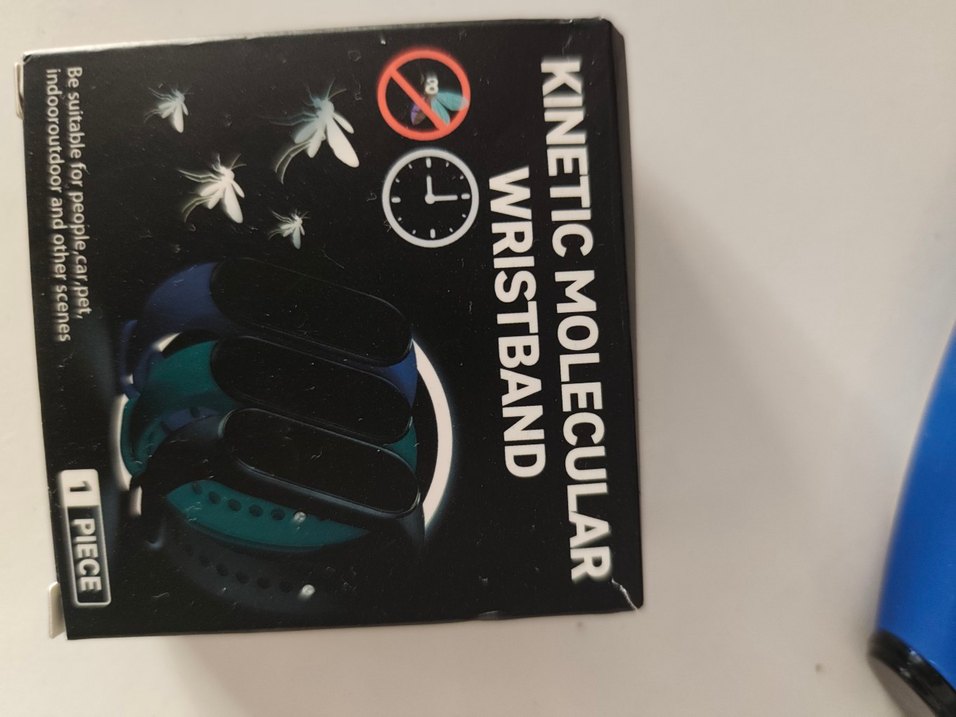 KINETIC MOLECULAR
WRISTBAND
Be suitable for people,car,pet,
indooroutdoor and other scenes
1 PIECE